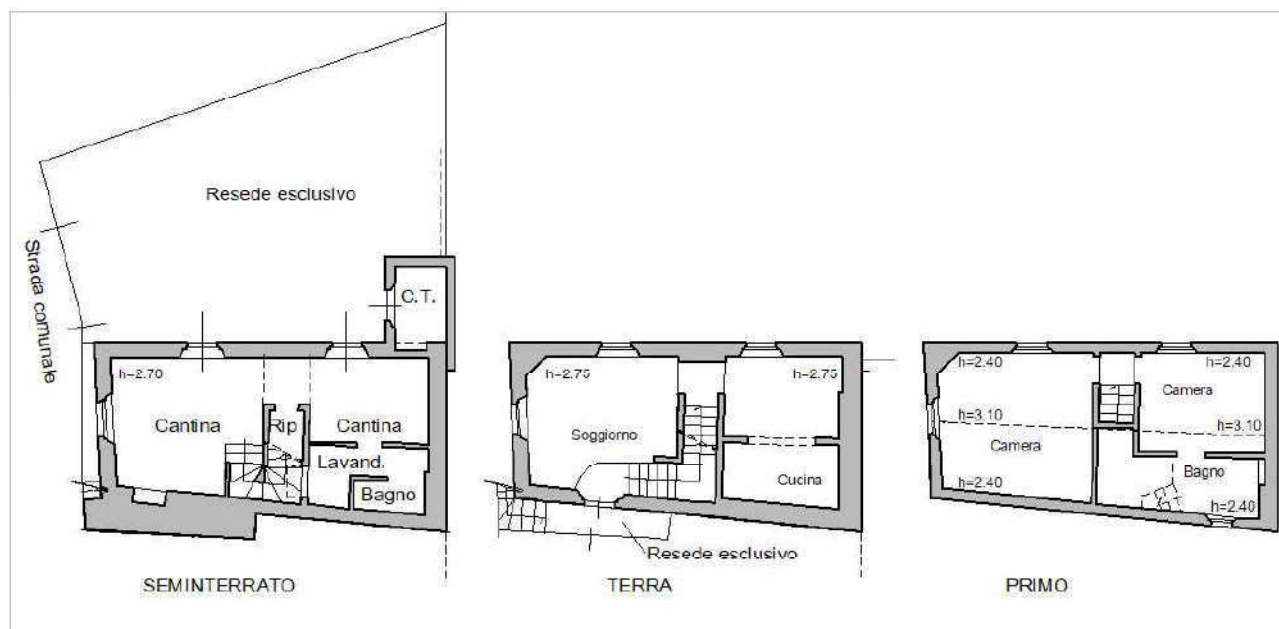 Resede esclusivo
Strada comunale
C.T.
h=2.70
Cantina
Rip
Cantina
Lavand.
Bagno
SEMINTERRATO
h=2.75
h=2.75
Soggiorno
Cucina
Resede esclusivo
TERRA
h=2.40
h=2.40
Camera
h=3.10
h=3.10
Camera
Bagno
h=2.40
h=2.40
PRIMO